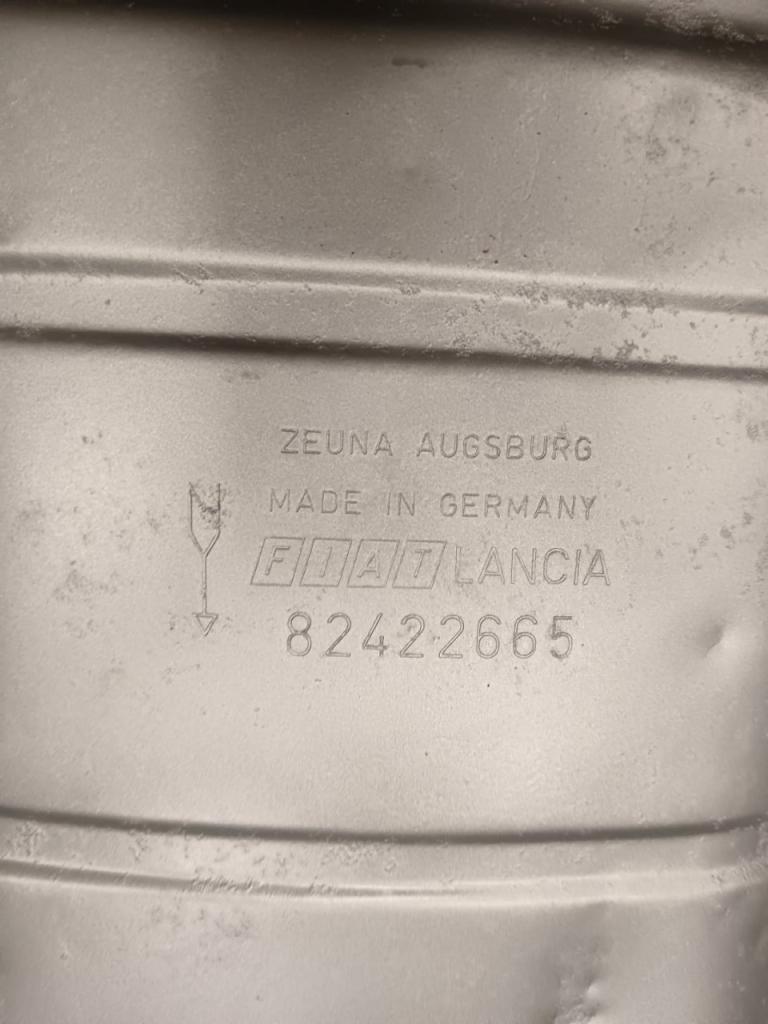 ZEUNA AUGSBURG
MADE IN GERMANY
FIAT LANCIA
82422665